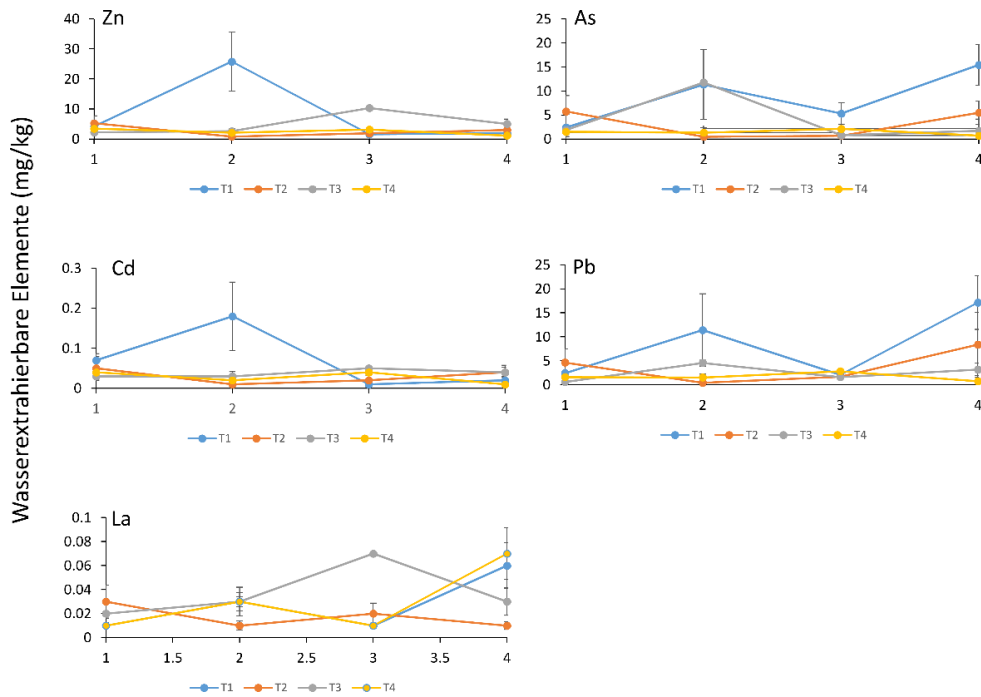 Wasserextrahierbare Elemente (mg/kg)
Zn
40
30
20
10
0
1 2 3 4
T1 T2 T3 T4
As
25
20
15
10
5
0
1 2 3 4
T1 T2 T3 T4
Cd
0.3
0.2
0.1
0
1 2 3 4
T1 T2 T3 T4
Pb
25
20
15
10
5
0
1 2 3 4
T1 T2 T3 T4
La
0.1
0.08
0.06
0.04
0.02
0
1 1.5 2 2.5 3 3.5 4
T1 T2 T3 T4